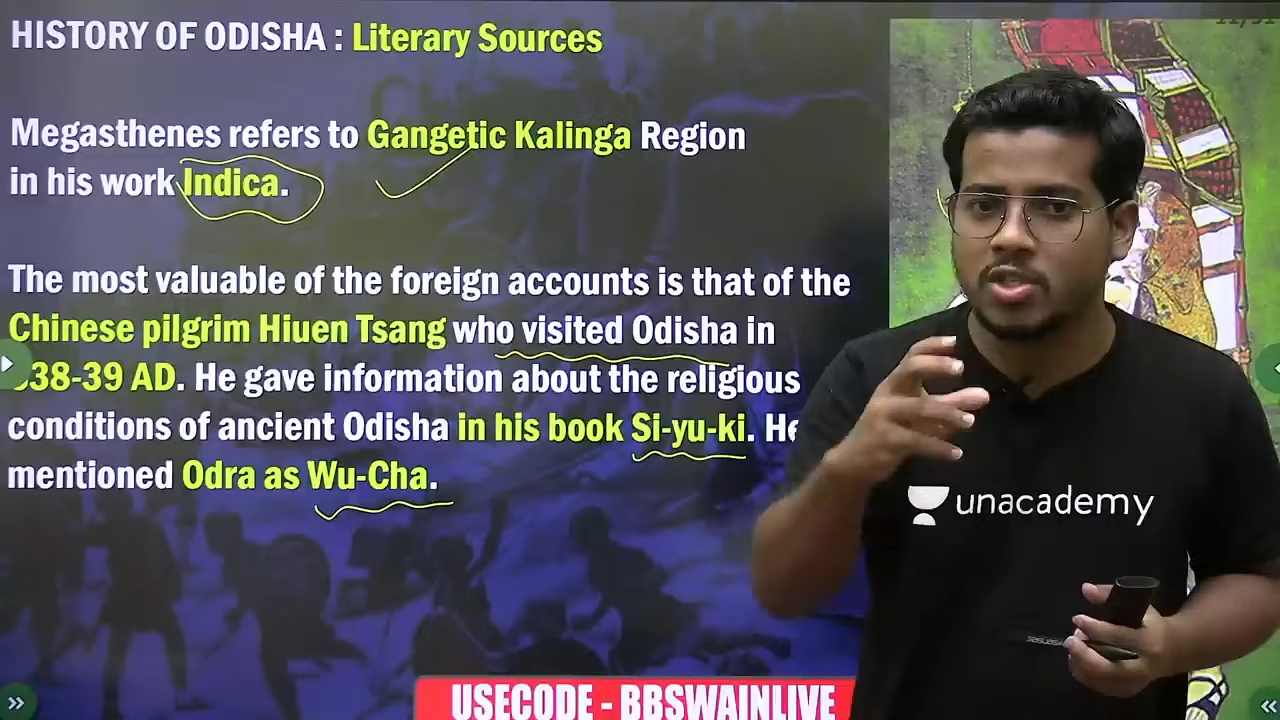 HISTORY OF ODISHA : Literary Sources
Megasthenes refers to Gangetic Kalinga Region
in his work Indica.
The most valuable of the foreign accounts is that of the
Chinese pilgrim Hiuen Tsang who visited Odisha in
38-39 AD. He gave information about the religious
conditions of ancient Odisha in his book Si-yu-ki. He
mentioned Odra as Wu-Cha.
unacademy
USECODE - BBSWAINLIVE